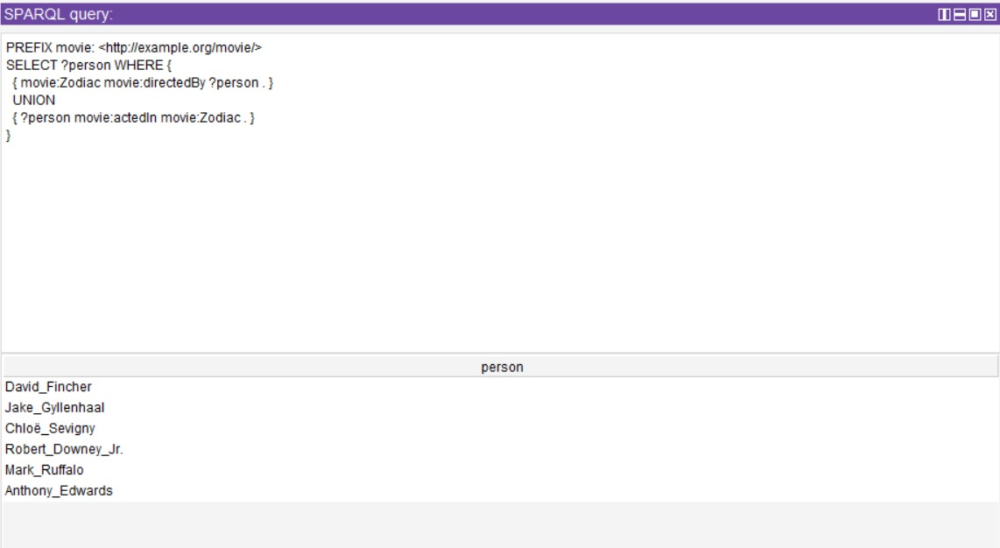 SPARQL query:
PREFIX movie: <http://example.org/movie/>
SELECT ?person WHERE {
  { movie:Zodiac movie:directedBy ?person . }
  UNION
  { ?person movie:actedIn movie:Zodiac . }
}
person
David_Fincher
Jake_Gyllenhaal
Chloë_Sevigny
Robert_Downey_Jr.
Mark_Ruffalo
Anthony_Edwards